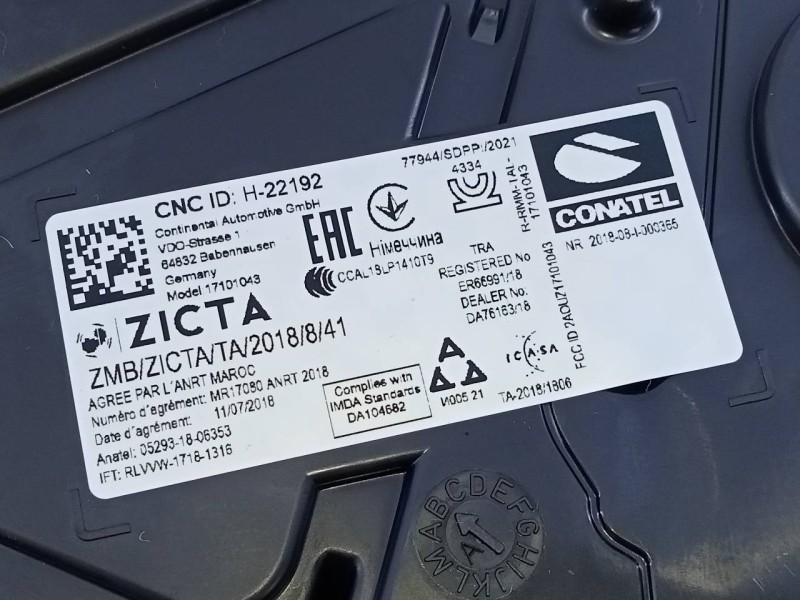 CNC ID: H-22192
Continental Automotive GmbH
VDO-Strasse 1
64832 Babenhausen
Germany
Model 17101043
EAC
Німеччина
CCAL18LP1410T9
77944/SDPPI/2021
4334
17101043
CONATEL
NR. 2018-08-I-000365
TRA
REGISTERED No
ER66991/18
DEALER No.
DA76163/18
FCC ID 2AOUZ17101043
ZICTA
ZMB/ZICTA/TA/2018/8/41
AGREE PAR L'ANRT MAROC
Numéro d'agrément: MR17080 ANRT 2018
Date d'agrément: 11/07/2018
Anatel: 05293-18-06353
IFT: RLVVW-1718-1316
Complies with
IMDA Standards
DA104682
И005 21
ICASA
TA-2018/1806
ABCDEFGHIJKLM
A